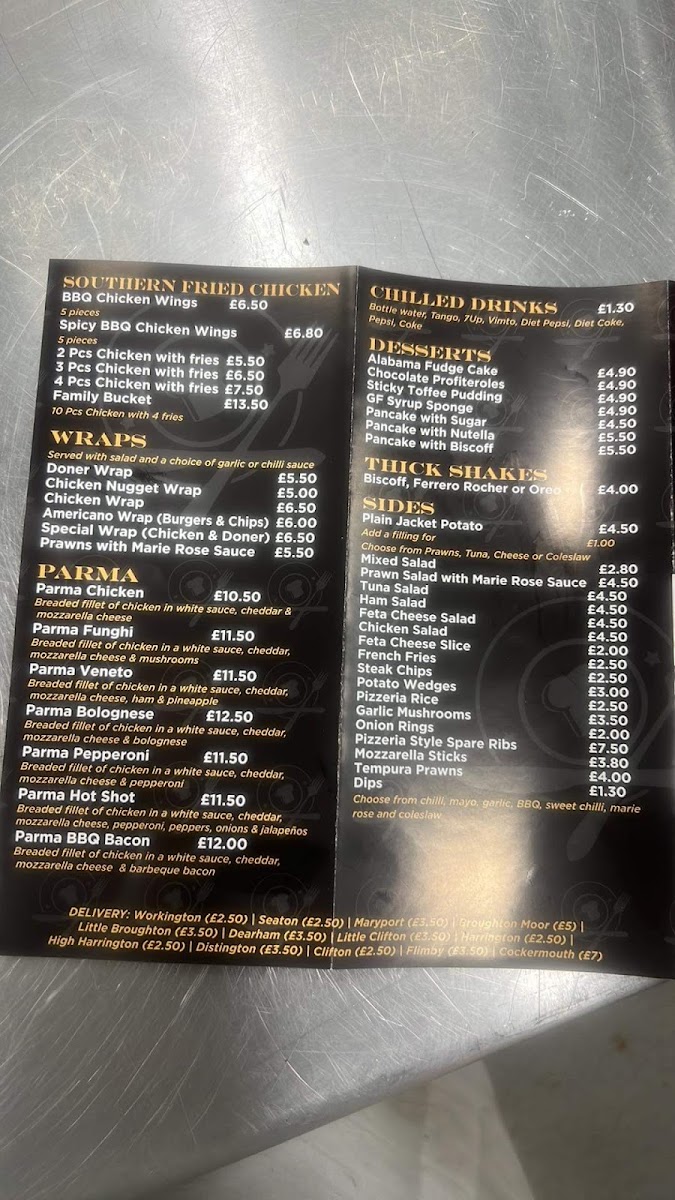 SOUTHERN FRIED CHICKEN
BBQ Chicken Wings £6.50
5 pieces
Spicy BBQ Chicken Wings £6.80
5 pieces
2 Pcs Chicken with fries £5.50
3 Pcs Chicken with fries £6.50
4 Pcs Chicken with fries £7.50
Family Bucket £13.50
10 Pcs Chicken with 4 fries
WRAPS
Served with salad and a choice of garlic or chilli sauce
Doner Wrap £5.50
Chicken Nugget Wrap £5.00
Chicken Wrap £6.50
Americano Wrap (Burgers & Chips) £6.00
Special Wrap (Chicken & Doner) £6.50
Prawns with Marie Rose Sauce £5.50
PARMA
Parma Chicken £10.50
Breaded fillet of chicken in white sauce, cheddar &
mozzarella cheese
Parma Funghi £11.50
Breaded fillet of chicken in a white sauce, cheddar,
mozzarella cheese & mushrooms
Parma Veneto £11.50
Breaded fillet of chicken in a white sauce, cheddar,
mozzarella cheese, ham & pineapple
Parma Bolognese £12.50
Breaded fillet of chicken in a white sauce, cheddar,
mozzarella cheese & bolognese
Parma Pepperoni £11.50
Breaded fillet of chicken in a white sauce, cheddar,
mozzarella cheese & pepperoni
Parma Hot Shot £11.50
Breaded fillet of chicken in a white sauce, cheddar,
mozzarella cheese, pepperoni, peppers, onions & jalapeños
Parma BBQ Bacon £12.00
Breaded fillet of chicken in a white sauce, cheddar,
mozzarella cheese & barbeque bacon
CHILLED DRINKS £1.30
Bottle water, Tango, 7Up, Vimto, Diet Pepsi, Diet Coke,
Pepsi, Coke
DESSERTS
Alabama Fudge Cake £4.90
Chocolate Profiteroles £4.90
Sticky Toffee Pudding £4.90
GF Syrup Sponge £4.90
Pancake with Sugar £4.50
Pancake with Nutella £5.50
Pancake with Biscoff £5.50
THICK SHAKES
Biscoff, Ferrero Rocher or Oreo £4.00
SIDES
Plain Jacket Potato £4.50
Add a filling for £1.00
Choose from Prawns, Tuna, Cheese or Coleslaw
Mixed Salad £2.80
Prawn Salad with Marie Rose Sauce £4.50
Tuna Salad £4.50
Ham Salad £4.50
Feta Cheese Salad £4.50
Chicken Salad £4.50
Feta Cheese Slice £2.00
French Fries £2.50
Steak Chips £2.50
Potato Wedges £3.00
Pizzeria Rice £2.50
Garlic Mushrooms £3.50
Onion Rings £2.00
Pizzeria Style Spare Ribs £7.50
Mozzarella Sticks £3.80
Tempura Prawns £4.00
Dips £1.30
Choose from chilli, mayo, garlic, BBQ, sweet chilli, marie
rose and coleslaw
DELIVERY: Workington (£2.50) | Seaton (£2.50) | Maryport (£3.50) | Broughton Moor (£5) |
Little Broughton (£3.50) | Dearham (£3.50) | Little Clifton (£3.50) | Harrington (£2.50) |
High Harrington (£2.50) | Distington (£3.50) | Clifton (£2.50) | Flimby (£3.50) | Cockermouth (£7)